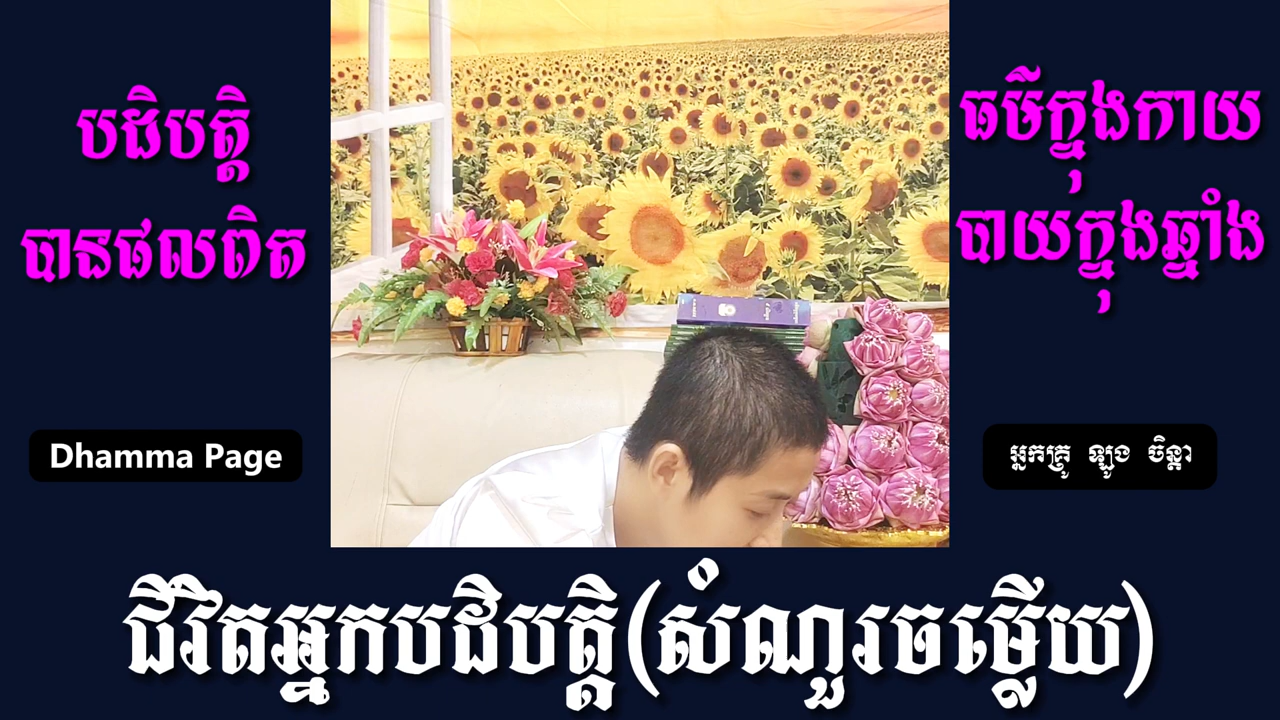 បដិបត្តិ
បានផលពិត
ធម៌ក្នុងកាយ
បាយក្នុងឆ្នាំង
Dhamma Page
អ្នកគ្រូ ឡុង ចិន្តា
ជីវិតអ្នកបដិបត្តិ(សំណួរចម្លើយ)